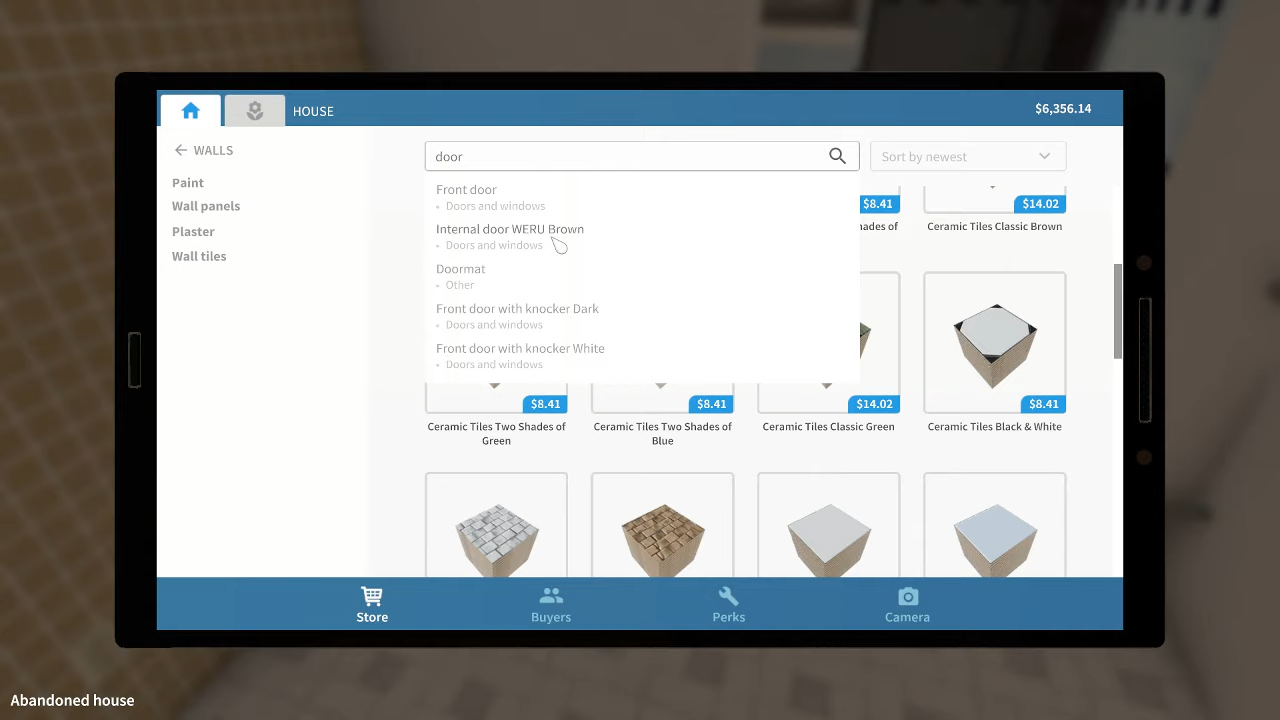 HOUSE
$6,356.14
WALLS
Paint
Wall panels
Plaster
Wall tiles
door
Sort by newest
Front door
Doors and windows
Internal door WERU Brown
Doors and windows
Doormat
Other
Front door with knocker Dark
Doors and windows
Front door with knocker White
Doors and windows
$8.41
$14.02
hades of
Ceramic Tiles Classic Brown
$8.41
$8.41
$14.02
$8.41
Ceramic Tiles Two Shades of
Green
Ceramic Tiles Two Shades of
Blue
Ceramic Tiles Classic Green
Ceramic Tiles Black & White
Store
Buyers
Perks
Camera
Abandoned house